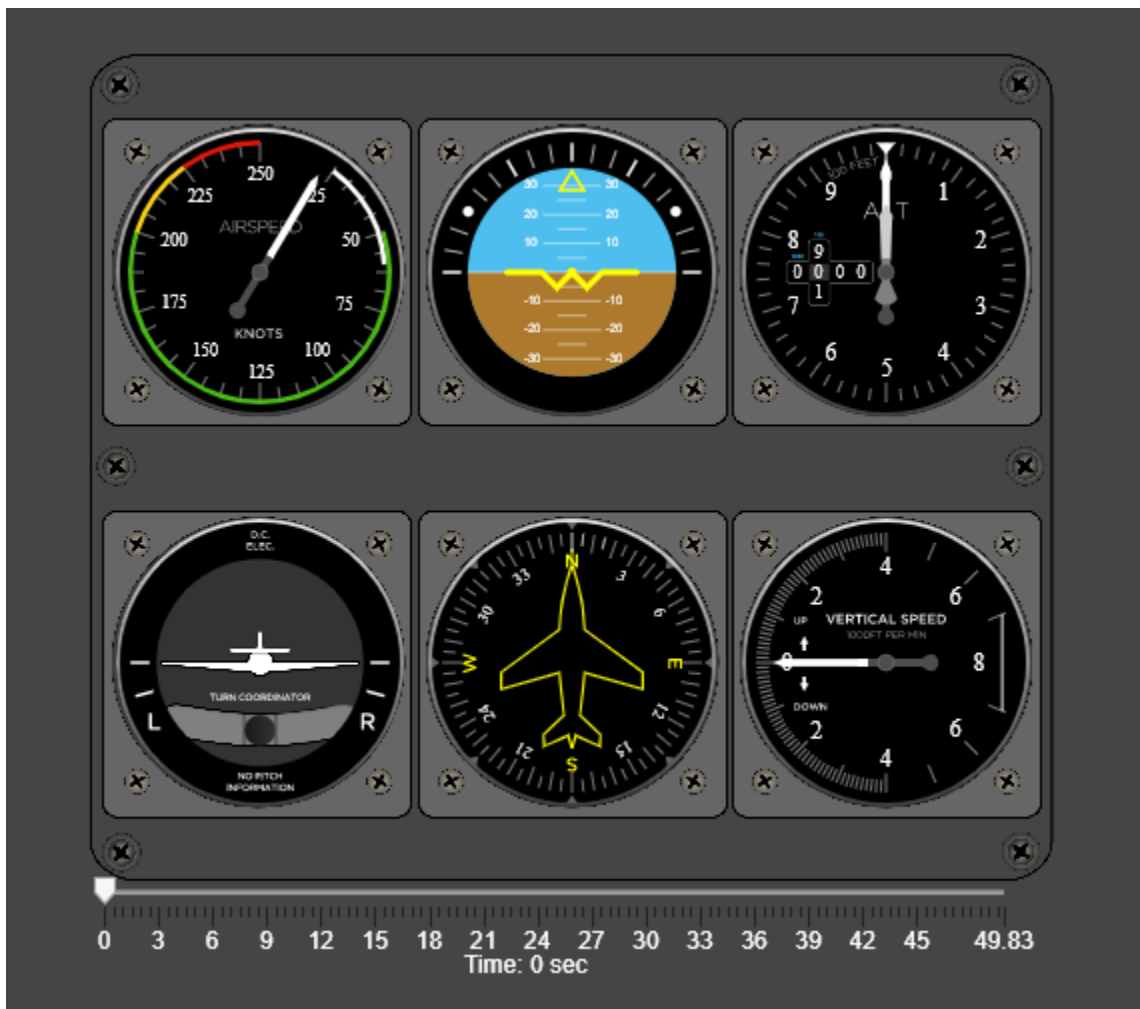 250
225 25
AIRSPEED
200 50
175 75
KNOTS
150 100
125
30 30
20 20
10 10
-10 -10
-20 -20
-30 -30
100 FEET
9 1
ALT
8 2
9
0 0 0 0
1
7 3
6 4
5
D.C.
ELEC.
TURN COORDINATOR
L R
NO PITCH
INFORMATION
N
33 3
30 6
W E
24 12
21 15
S
4
2 6
UP VERTICAL SPEED
1000FT PER MIN
0 8
DOWN
2 6
4
0 3 6 9 12 15 18 21 24 27 30 33 36 39 42 45 49.83
Time: 0 sec